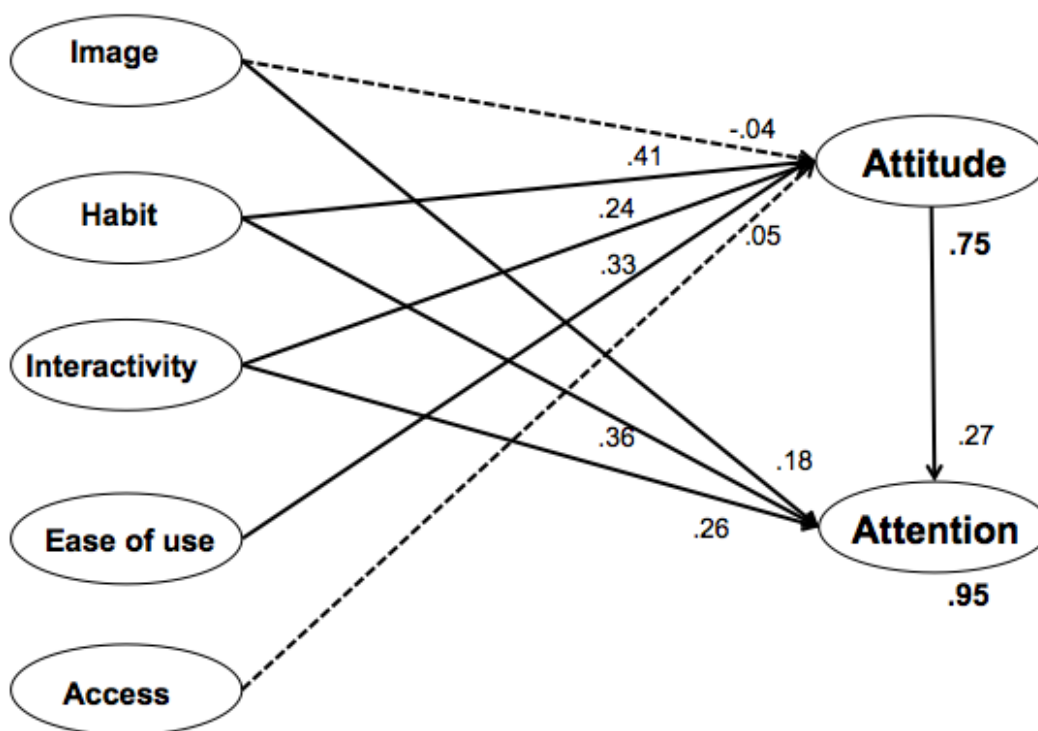 Image
-.04
.41
Attitude
Habit
.24
.05
.75
.33
Interactivity
.36
.18
.27
.26
Ease of use
Attention
.95
Access